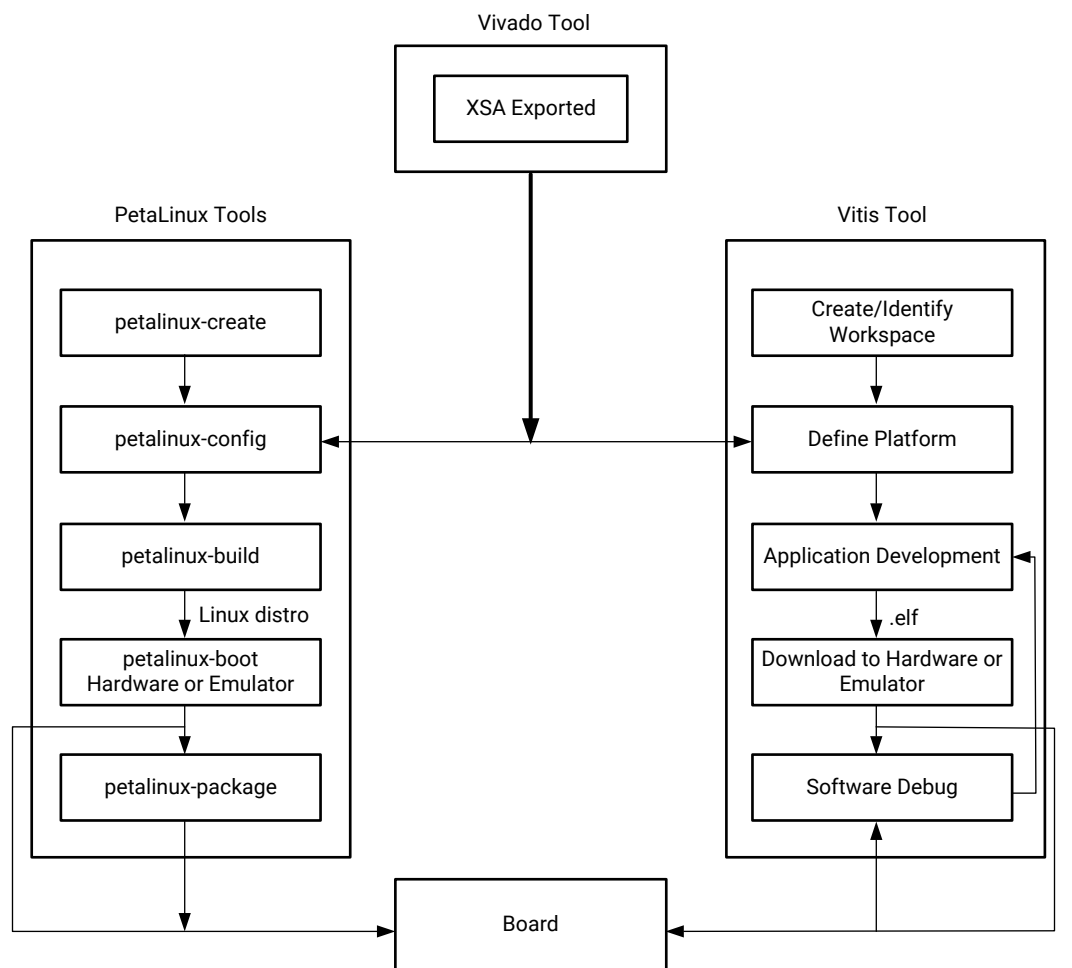 Vivado Tool
XSA Exported
PetaLinux Tools
petalinux-create
petalinux-config
petalinux-build
Linux distro
petalinux-boot
Hardware or Emulator
petalinux-package
Vitis Tool
Create/Identify
Workspace
Define Platform
Application Development
.elf
Download to Hardware or
Emulator
Software Debug
Board